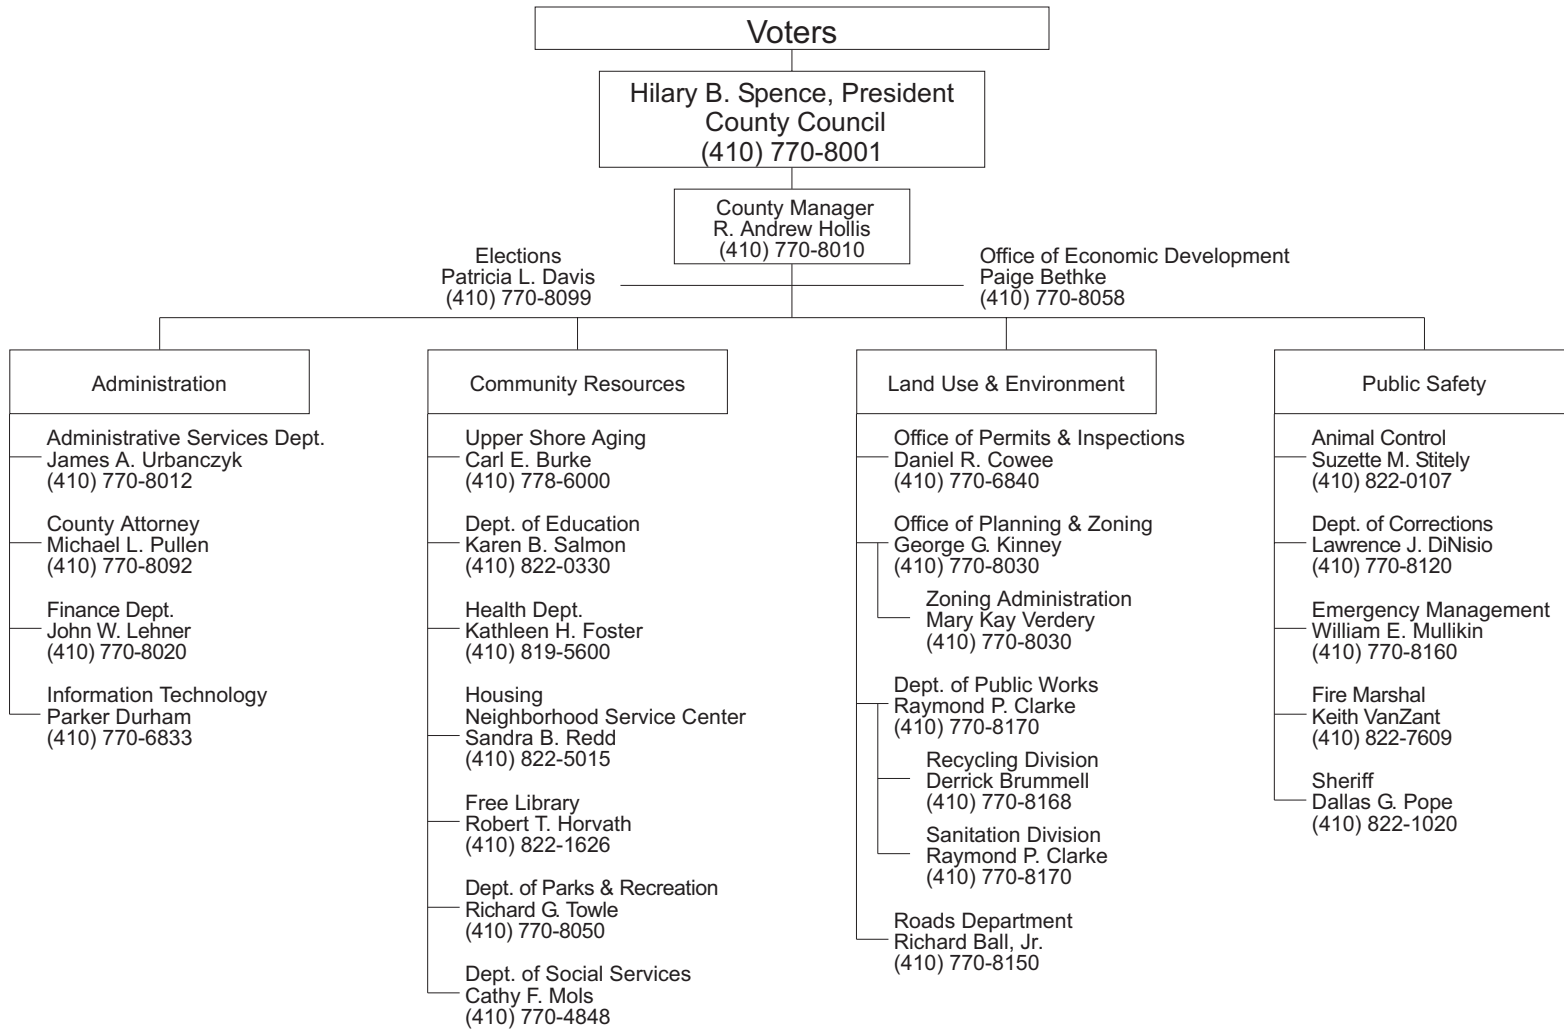 Voters
Hilary B. Spence, President
County Council
(410) 770-8001
County Manager
R. Andrew Hollis
(410) 770-8010
Elections
Patricia L. Davis
(410) 770-8099
Office of Economic Development
Paige Bethke
(410) 770-8058
Administration
Administrative Services Dept.
James A. Urbanczyk
(410) 770-8012
County Attorney
Michael L. Pullen
(410) 770-8092
Finance Dept.
John W. Lehner
(410) 770-8020
Information Technology
Parker Durham
(410) 770-6833
Community Resources
Upper Shore Aging
Carl E. Burke
(410) 778-6000
Dept. of Education
Karen B. Salmon
(410) 822-0330
Health Dept.
Kathleen H. Foster
(410) 819-5600
Housing
Neighborhood Service Center
Sandra B. Redd
(410) 822-5015
Free Library
Robert T. Horvath
(410) 822-1626
Dept. of Parks & Recreation
Richard G. Towle
(410) 770-8050
Dept. of Social Services
Cathy F. Mols
(410) 770-4848
Land Use & Environment
Office of Permits & Inspections
Daniel R. Cowee
(410) 770-6840
Office of Planning & Zoning
George G. Kinney
(410) 770-8030
Zoning Administration
Mary Kay Verdery
(410) 770-8030
Dept. of Public Works
Raymond P. Clarke
(410) 770-8170
Recycling Division
Derrick Brummell
(410) 770-8168
Sanitation Division
Raymond P. Clarke
(410) 770-8170
Roads Department
Richard Ball, Jr.
(410) 770-8150
Public Safety
Animal Control
Suzette M. Stitely
(410) 822-0107
Dept. of Corrections
Lawrence J. DiNisio
(410) 770-8120
Emergency Management
William E. Mullikin
(410) 770-8160
Fire Marshal
Keith VanZant
(410) 822-7609
Sheriff
Dallas G. Pope
(410) 822-1020